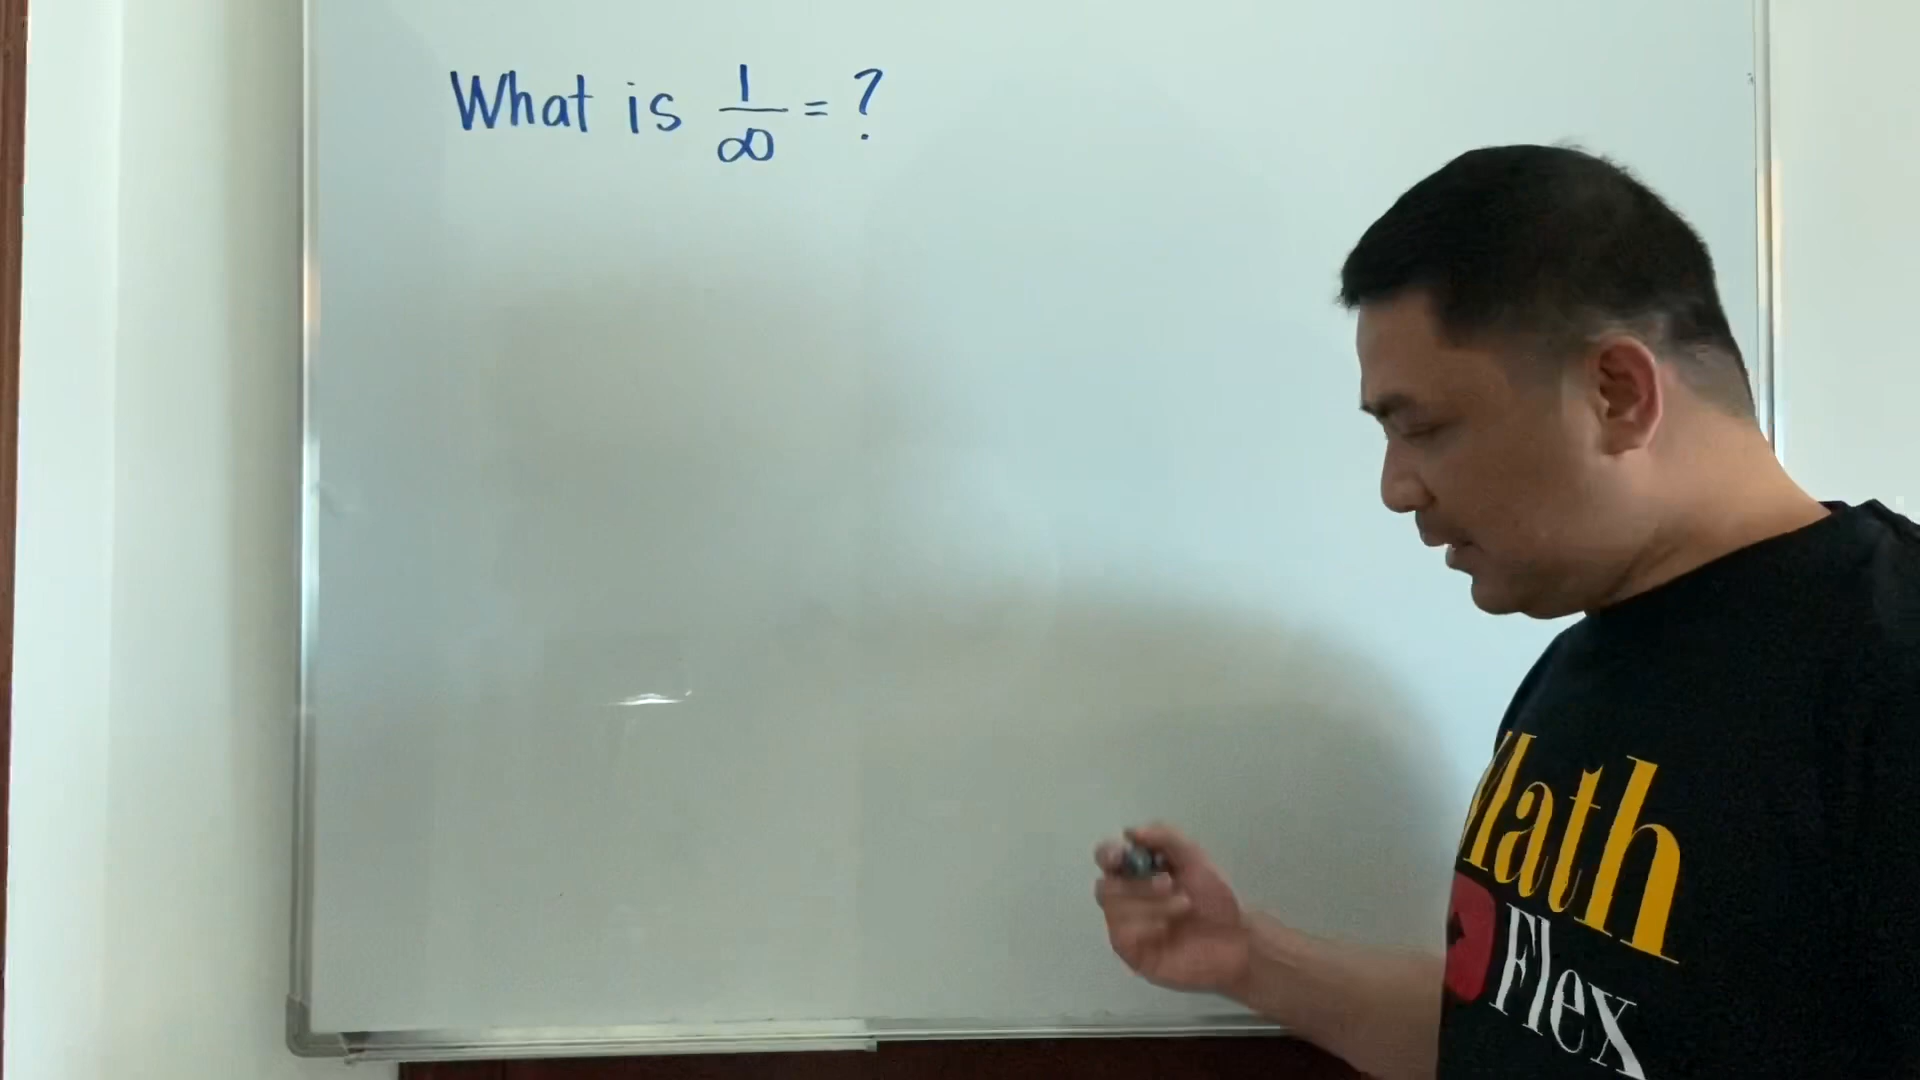 What is 1/∞ = ?
Math
Flex